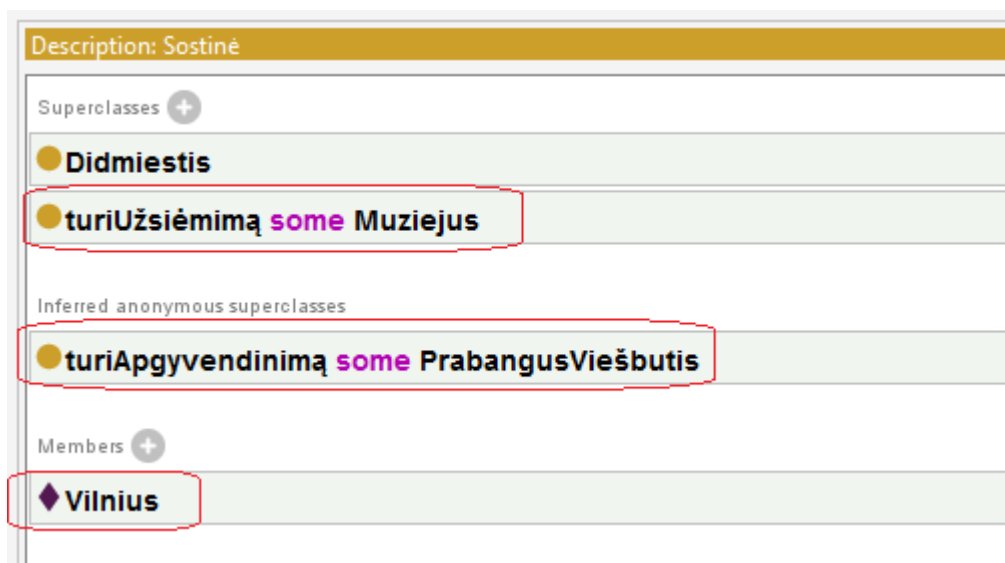 Description: Sostinė
Superclasses
Didmiestis
turiUžsiėmimą some Muziejus
Inferred anonymous superclasses
turiApgyvendinimą some PrabangusViešbutis
Members
Vilnius